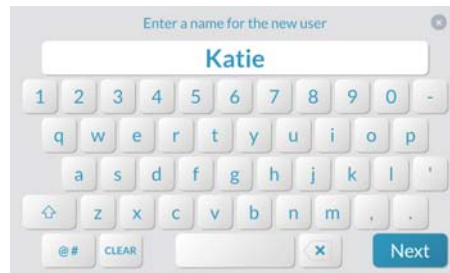 Enter a name for the new user
Katie
1 2 3 4 5 6 7 8 9 0 -
q w e r t y u i o p
a s d f g h j k l '
z x c v b n m , .
@# CLEAR Next